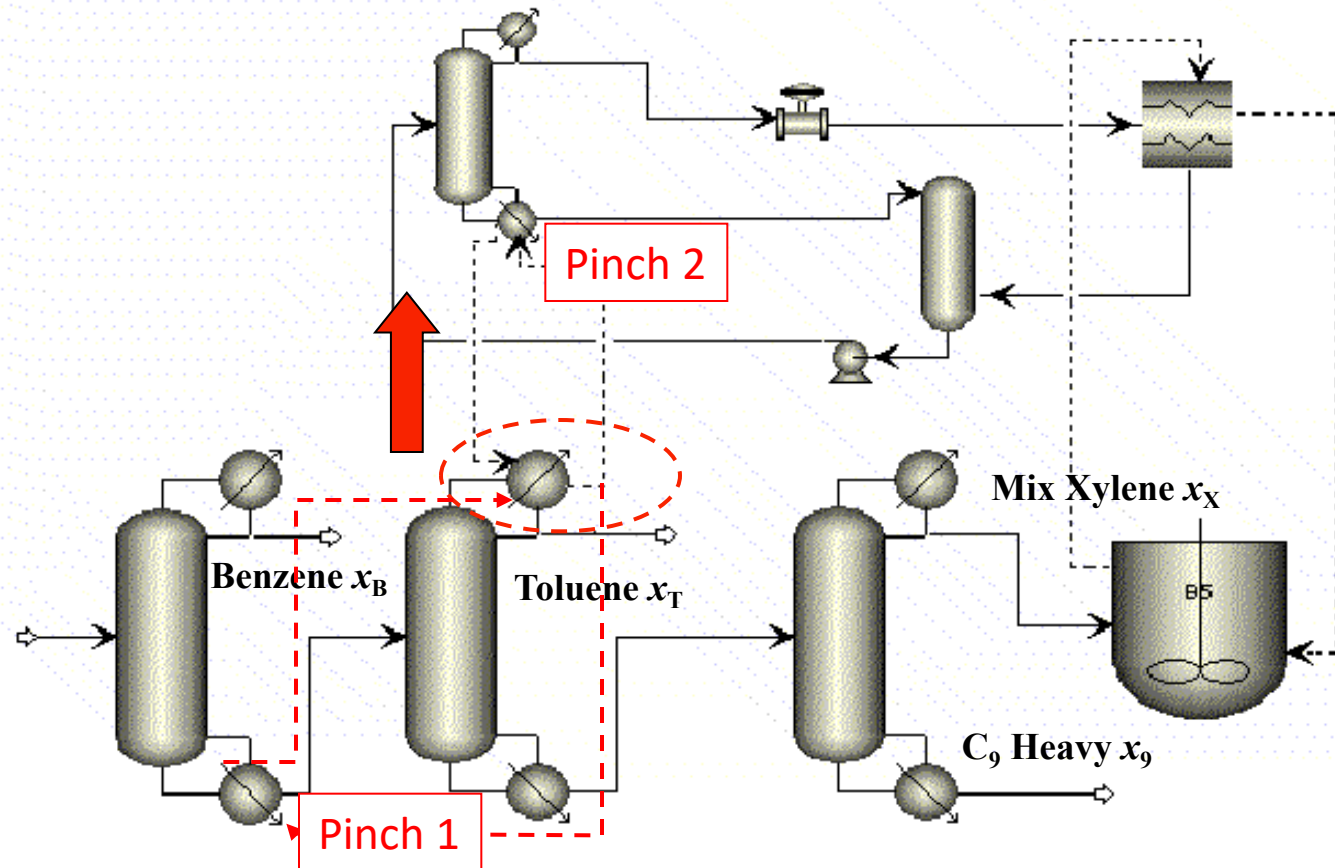 Pinch 2
Mix Xylene xX
Benzene xB
Toluene xT
B5
C9 Heavy x9
Pinch 1